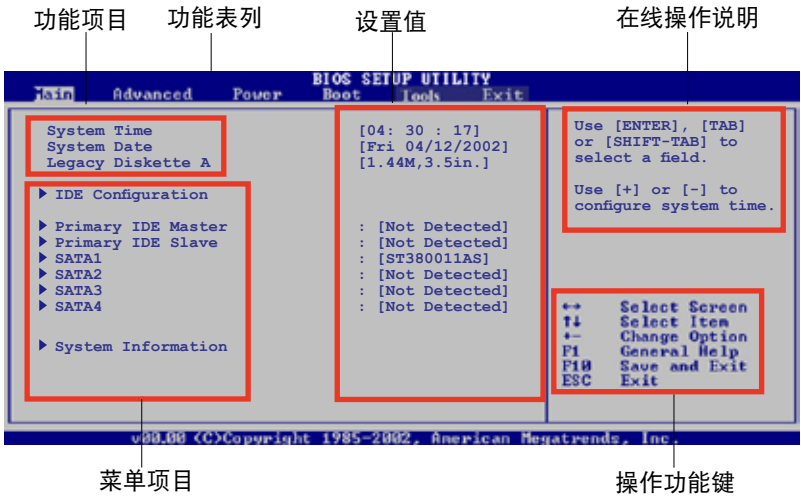 功能项目 功能表列 设置值 在线操作说明
BIOS SETUP UTILITY
Main Advanced Power Boot Tools Exit
System Time [04: 30 : 17]
System Date [Fri 04/12/2002]
Legacy Diskette A [1.44M,3.5in.]
IDE Configuration
Primary IDE Master : [Not Detected]
Primary IDE Slave : [Not Detected]
SATA1 : [ST380011AS]
SATA2 : [Not Detected]
SATA3 : [Not Detected]
SATA4 : [Not Detected]
System Information
Use [ENTER], [TAB]
or [SHIFT-TAB] to
select a field.
Use [+] or [-] to
configure system time.
←→ Select Screen
↑↓ Select Item
+- Change Option
F1 General Help
F10 Save and Exit
ESC Exit
v00.00 (C)Copyright 1985-2002, American Megatrends, Inc.
菜单项目 操作功能键